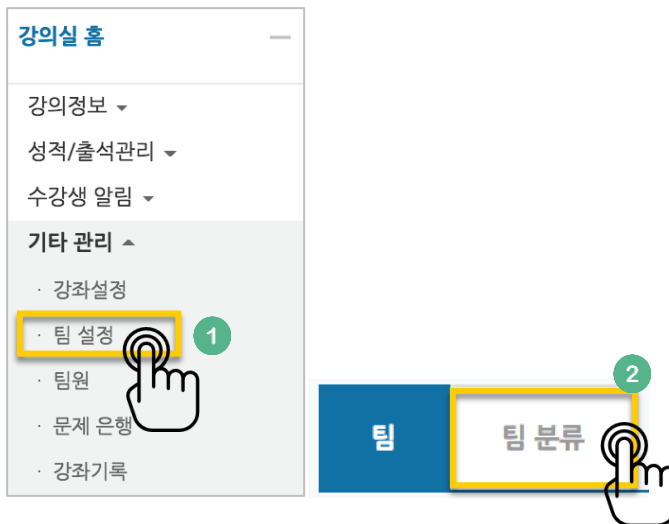 강의실 홈
강의정보
성적/출석관리
수강생 알림
기타 관리
· 강좌설정
· 팀 설정
1
· 팀원
· 문제 은행
· 강좌기록
2
팀
팀 분류